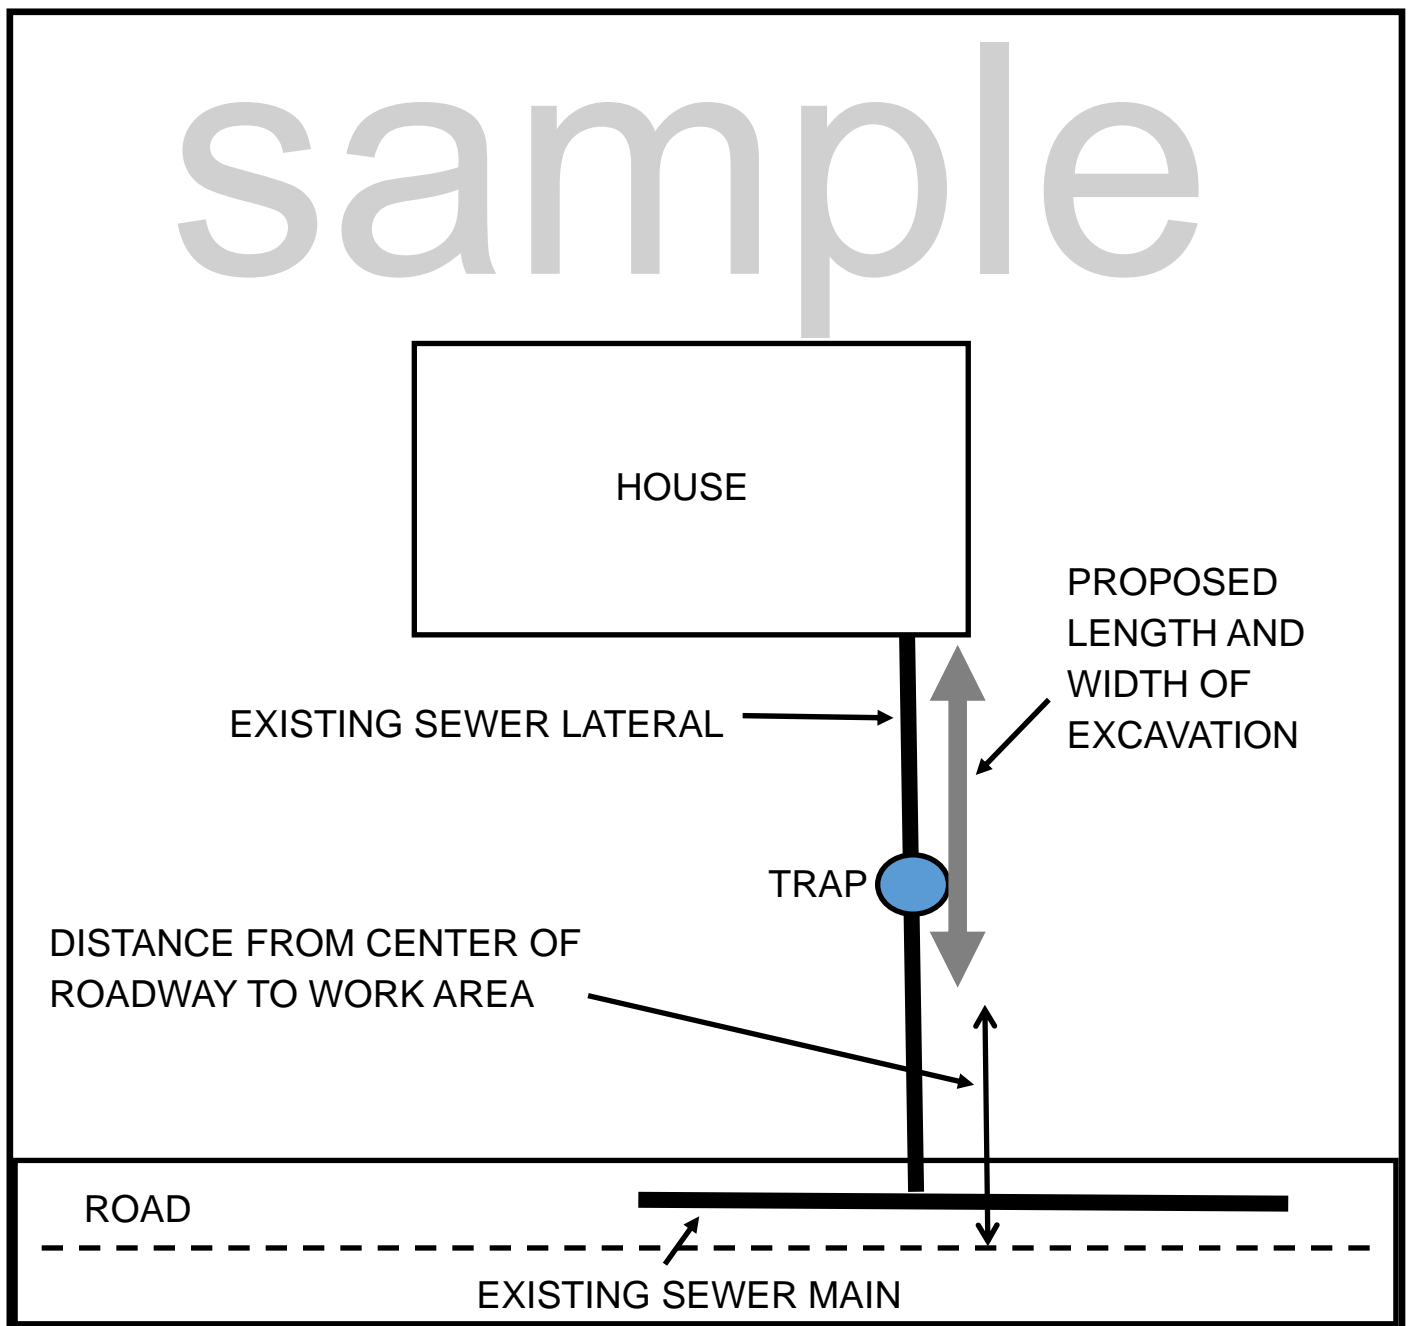 sample
HOUSE
PROPOSED
LENGTH AND
WIDTH OF
EXCAVATION
EXISTING SEWER LATERAL
TRAP
DISTANCE FROM CENTER OF
ROADWAY TO WORK AREA
ROAD
EXISTING SEWER MAIN